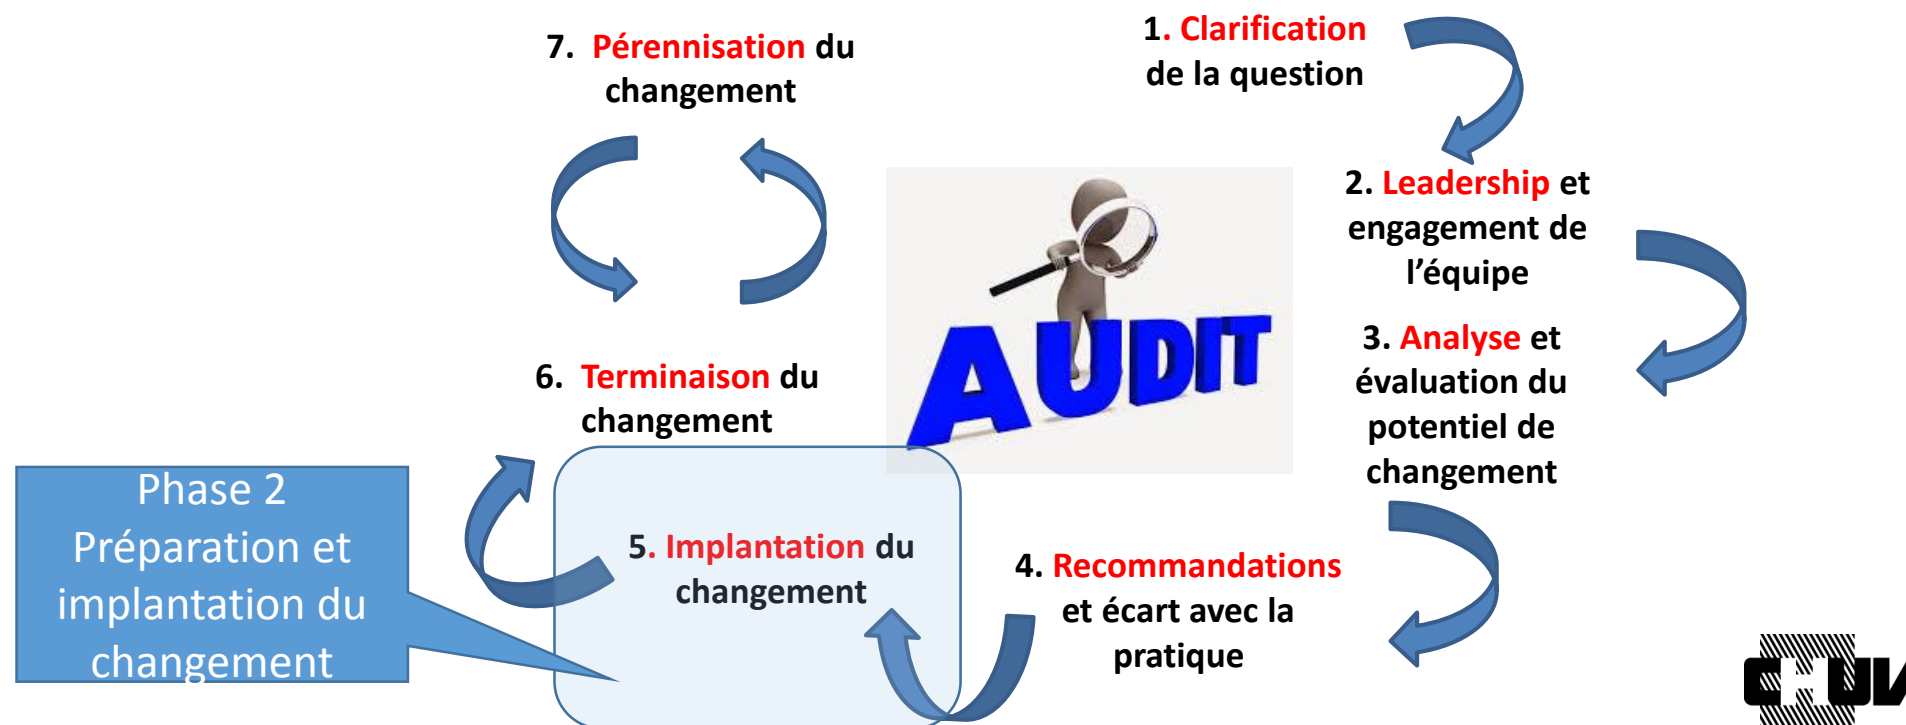 1. Clarification
de la question
2. Leadership et
engagement de
l’équipe
3. Analyse et
évaluation du
potentiel de
changement
4. Recommandations
et écart avec la
pratique
5. Implantation du
changement
6. Terminaison du
changement
7. Pérennisation du
changement
AUDIT
Phase 2
Préparation et
implantation du
changement
CHUV